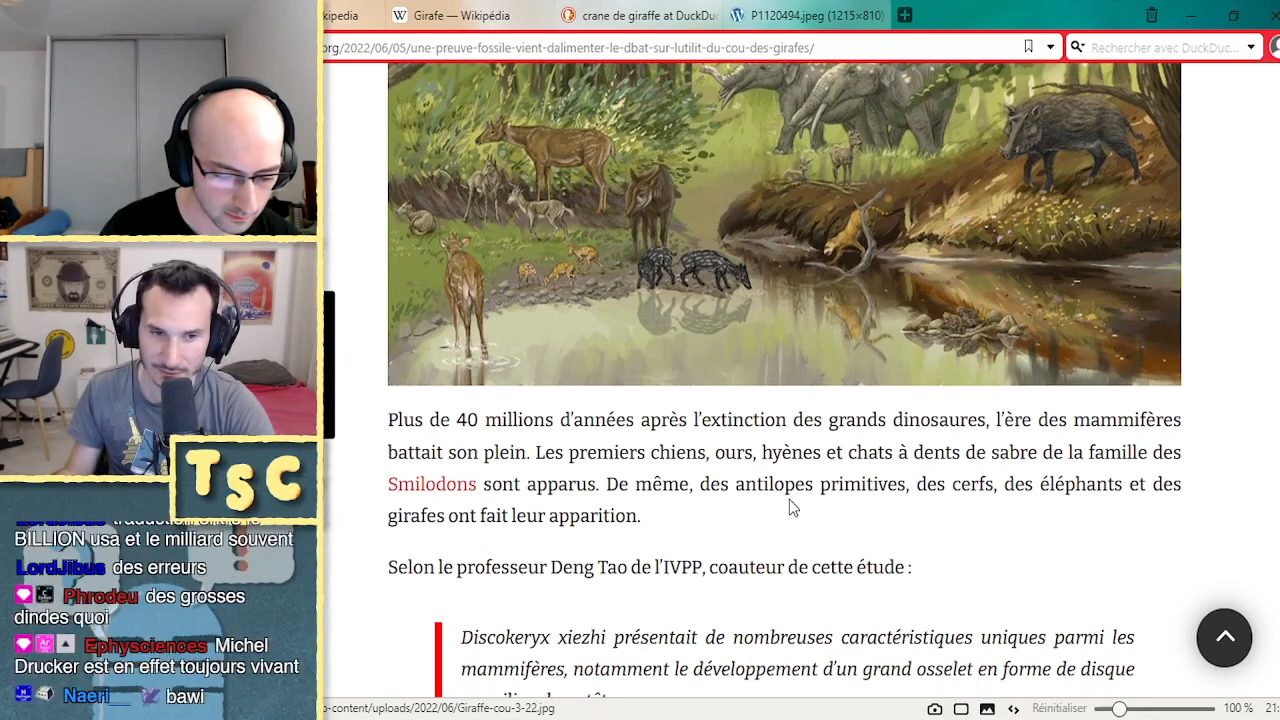 kipedia
Girafe — Wikipédia
crane de giraffe at DuckDuc
P1120494.jpeg (1215×810)
org/2022/06/05/une-preuve-fossile-vient-dalimenter-le-dbat-sur-lutilit-du-cou-des-girafes/
Rechercher avec DuckDuc...
Plus de 40 millions d'années après l'extinction des grands dinosaures, l'ère des mammifères
battait son plein. Les premiers chiens, ours, hyènes et chats à dents de sabre de la famille des
Smilodons sont apparus. De même, des antilopes primitives, des cerfs, des éléphants et des
girafes ont fait leur apparition.
Selon le professeur Deng Tao de l'IVPP, coauteur de cette étude :
Discokeryx xiezhi présentait de nombreuses caractéristiques uniques parmi les
mammifères, notamment le développement d'un grand osselet en forme de disque
-content/uploads/2022/06/Giraffe-cou-3-22.jpg
Réinitialiser
100 %
TSC
BILLION usa et le milliard souvent
LordJibus des erreurs
Phrodeu des grosses
dindes quoi
Ephysciences Michel
Drucker est en effet toujours vivant
Naeri__ bawi